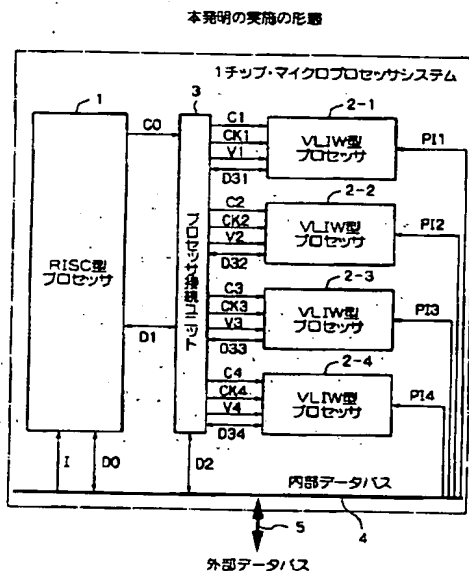 本発明の実施の形態
1チップ・マイクロプロセッサシステム
1
3
2-1
C0
C1
CK1
V1
D31
VLIW型
プロセッサ
PI1
2-2
C2
CK2
V2
D32
VLIW型
プロセッサ
PI2
RISC型
プロセッサ
プロセッサ接続ユニット
2-3
C3
CK3
V3
D33
VLIW型
プロセッサ
PI3
D1
2-4
C4
CK4
V4
D34
VLIW型
プロセッサ
PI4
I
D0
D2
内部データバス
5
4
外部データバス